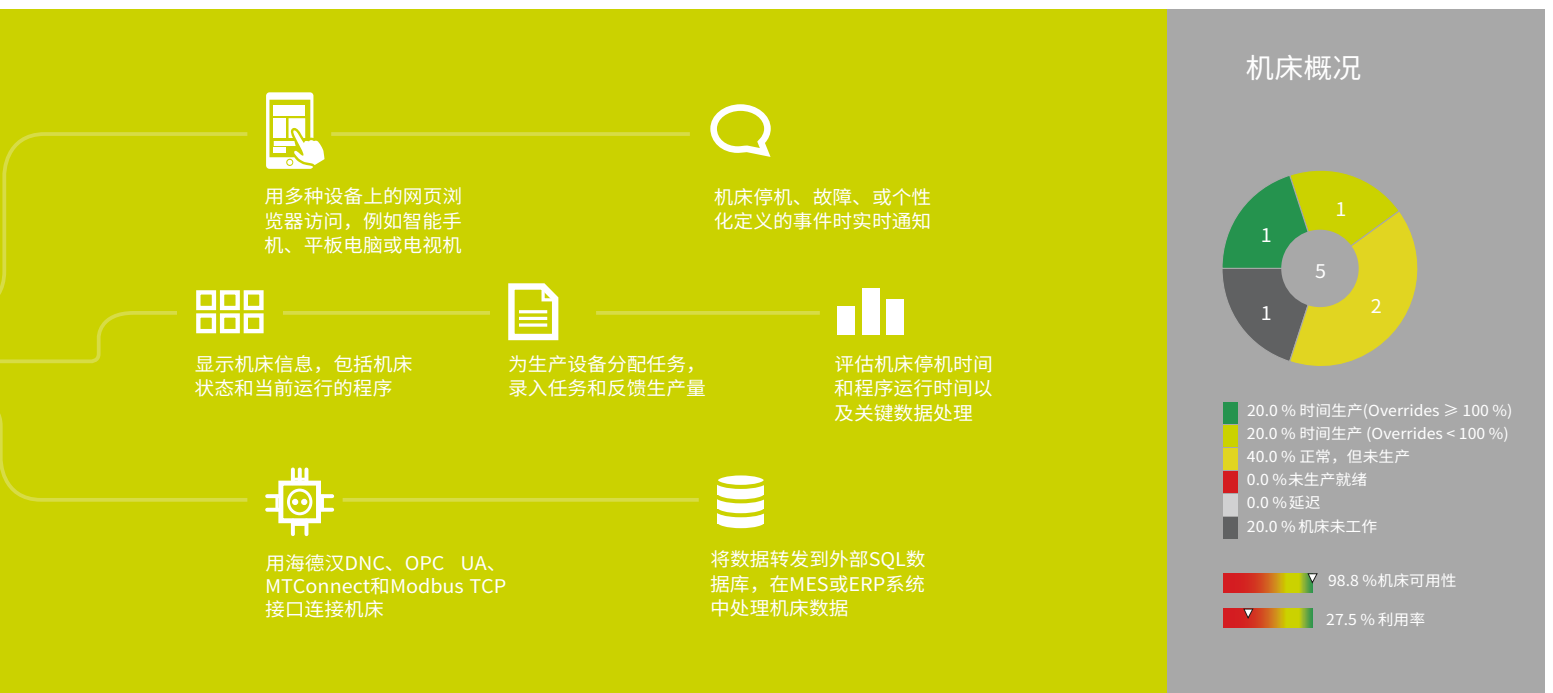 用多种设备上的网页浏
览器访问，例如智能手
机、平板电脑或电视机
机床停机、故障、或个性
化定义的事件时实时通知
显示机床信息，包括机床
状态和当前运行的程序
为生产设备分配任务，
录入任务和反馈生产量
评估机床停机时间
和程序运行时间以
及关键数据处理
用海德汉DNC、OPC UA、
MTConnect和Modbus TCP
接口连接机床
将数据转发到外部SQL数
据库，在MES或ERP系统
中处理机床数据
机床概况
1
1
5
1
2
20.0 % 时间生产(Overrides ≥ 100 %)
20.0 % 时间生产 (Overrides < 100 %)
40.0 % 正常，但未生产
0.0 %未生产就绪
0.0 %延迟
20.0 %机床未工作
98.8 %机床可用性
27.5 % 利用率